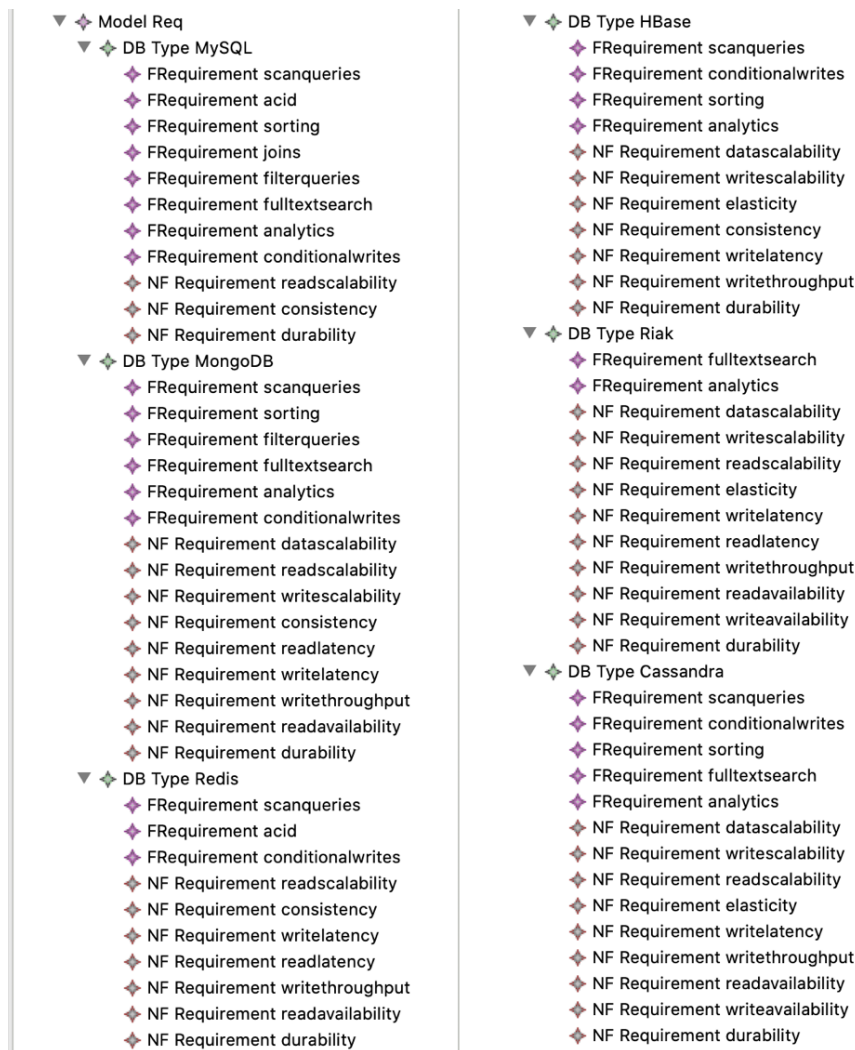 Model Req
DB Type MySQL
FRequirement scanqueries
FRequirement acid
FRequirement sorting
FRequirement joins
FRequirement filterqueries
FRequirement fulltextsearch
FRequirement analytics
FRequirement conditionalwrites
NF Requirement readscalability
NF Requirement consistency
NF Requirement durability
DB Type MongoDB
FRequirement scanqueries
FRequirement sorting
FRequirement filterqueries
FRequirement fulltextsearch
FRequirement analytics
FRequirement conditionalwrites
NF Requirement datascalability
NF Requirement readscalability
NF Requirement writescalability
NF Requirement consistency
NF Requirement readlatency
NF Requirement writelatency
NF Requirement writethroughput
NF Requirement readavailability
NF Requirement durability
DB Type Redis
FRequirement scanqueries
FRequirement acid
FRequirement conditionalwrites
NF Requirement readscalability
NF Requirement consistency
NF Requirement writelatency
NF Requirement readlatency
NF Requirement writethroughput
NF Requirement readavailability
NF Requirement durability
DB Type HBase
FRequirement scanqueries
FRequirement conditionalwrites
FRequirement sorting
FRequirement analytics
NF Requirement datascalability
NF Requirement writescalability
NF Requirement elasticity
NF Requirement consistency
NF Requirement writelatency
NF Requirement writethroughput
NF Requirement durability
DB Type Riak
FRequirement fulltextsearch
FRequirement analytics
NF Requirement datascalability
NF Requirement writescalability
NF Requirement readscalability
NF Requirement elasticity
NF Requirement writelatency
NF Requirement readlatency
NF Requirement writethroughput
NF Requirement readavailability
NF Requirement writeavailability
NF Requirement durability
DB Type Cassandra
FRequirement scanqueries
FRequirement conditionalwrites
FRequirement sorting
FRequirement fulltextsearch
FRequirement analytics
NF Requirement datascalability
NF Requirement writescalability
NF Requirement readscalability
NF Requirement elasticity
NF Requirement writelatency
NF Requirement writethroughput
NF Requirement readavailability
NF Requirement writeavailability
NF Requirement durability